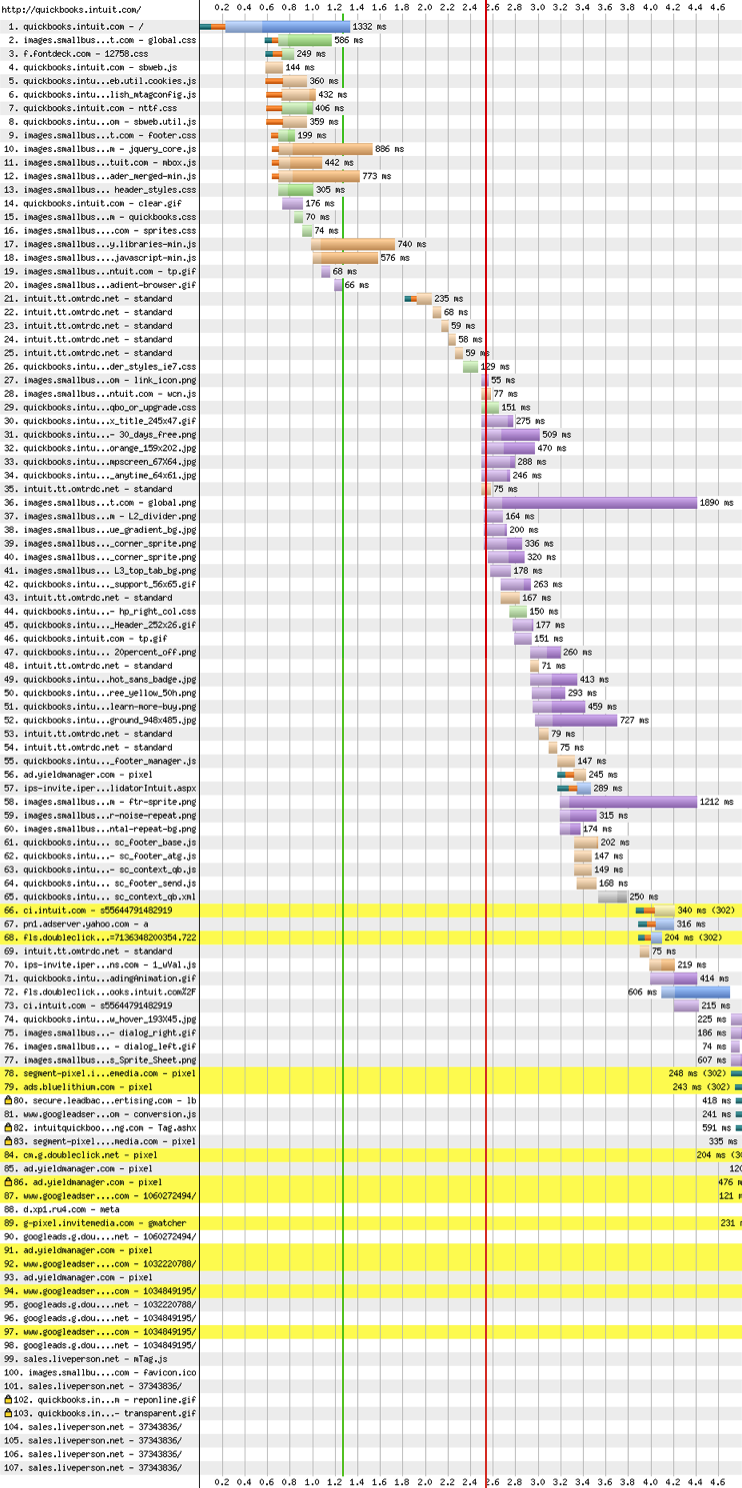 http://quickbooks.intuit.com/ 0.2 0.4 0.6 0.8 1.0 1.2 1.4 1.6 1.8 2.0 2.2 2.4 2.6 2.8 3.0 3.2 3.4 3.6 3.8 4.0 4.2 4.4 4.6
1. quickbooks.intuit.com - / 1332 ms
2. images.smallbus...t.com - global.css 586 ms
3. f.fontdeck.com - 12758.css 249 ms
4. quickbooks.intuit.com - sbweb.js 144 ms
5. quickbooks.intu...eb.util.cookies.js 360 ms
6. quickbooks.intu...lish_mtagconfig.js 432 ms
7. quickbooks.intuit.com - nttf.css 406 ms
8. quickbooks.intu...om - sbweb.util.js 359 ms
9. images.smallbus...t.com - footer.css 199 ms
10. images.smallbus...m - jquery_core.js 886 ms
11. images.smallbus...tuit.com - mbox.js 442 ms
12. images.smallbus...ader_merged-min.js 773 ms
13. images.smallbus... header_styles.css 305 ms
14. quickbooks.intuit.com - clear.gif 176 ms
15. images.smallbus...m - quickbooks.css 70 ms
16. images.smallbus....com - sprites.css 74 ms
17. images.smallbus...y.libraries-min.js 740 ms
18. images.smallbus....javascript-min.js 576 ms
19. images.smallbus...ntuit.com - tp.gif 68 ms
20. images.smallbus...adient-browser.gif 66 ms
21. intuit.tt.omtrdc.net - standard 235 ms
22. intuit.tt.omtrdc.net - standard 68 ms
23. intuit.tt.omtrdc.net - standard 59 ms
24. intuit.tt.omtrdc.net - standard 58 ms
25. intuit.tt.omtrdc.net - standard 59 ms
26. quickbooks.intu...der_styles_ie7.css 129 ms
27. images.smallbus...om - link_icon.png 55 ms
28. images.smallbus...ntuit.com - wcn.js 77 ms
29. quickbooks.intu...qbo_or_upgrade.css 151 ms
30. quickbooks.intu...x_title_245x47.gif 275 ms
31. quickbooks.intu...- 30_days_free.png 509 ms
32. quickbooks.intu...orange_159x202.jpg 470 ms
33. quickbooks.intu...mpscreen_67X64.jpg 288 ms
34. quickbooks.intu..._anytime_64x61.jpg 246 ms
35. intuit.tt.omtrdc.net - standard 75 ms
36. images.smallbus...t.com - global.png 1890 ms
37. images.smallbus...m - L2_divider.png 164 ms
38. images.smallbus...ue_gradient_bg.jpg 200 ms
39. images.smallbus..._corner_sprite.png 336 ms
40. images.smallbus..._corner_sprite.png 320 ms
41. images.smallbus... L3_top_tab_bg.png 178 ms
42. quickbooks.intu..._support_56x65.gif 263 ms
43. intuit.tt.omtrdc.net - standard 167 ms
44. quickbooks.intu...- hp_right_col.css 150 ms
45. quickbooks.intu..._Header_252x26.gif 177 ms
46. quickbooks.intuit.com - tp.gif 151 ms
47. quickbooks.intu... 20percent_off.png 260 ms
48. intuit.tt.omtrdc.net - standard 71 ms
49. quickbooks.intu...hot_sans_badge.jpg 413 ms
50. quickbooks.intu...ree_yellow_50h.png 293 ms
51. quickbooks.intu...learn-more-buy.png 459 ms
52. quickbooks.intu...ground_948x485.jpg 727 ms
53. intuit.tt.omtrdc.net - standard 79 ms
54. intuit.tt.omtrdc.net - standard 75 ms
55. quickbooks.intu..._footer_manager.js 147 ms
56. ad.yieldmanager.com - pixel 245 ms
57. ips-invite.iper...lidatorIntuit.aspx 289 ms
58. images.smallbus...m - ftr-sprite.png 1212 ms
59. images.smallbus...r-noise-repeat.png 315 ms
60. images.smallbus...ntal-repeat-bg.png 174 ms
61. quickbooks.intu... sc_footer_base.js 202 ms
62. quickbooks.intu...- sc_footer_atg.js 147 ms
63. quickbooks.intu...- sc_context_qb.js 149 ms
64. quickbooks.intu... sc_footer_send.js 168 ms
65. quickbooks.intu... sc_context_qb.xml 250 ms
66. ci.intuit.com - s55644791482919 340 ms (302)
67. pn1.adserver.yahoo.com - a 316 ms
68. fls.doubleclick...=7136348200354.722 204 ms (302)
69. intuit.tt.omtrdc.net - standard 75 ms
70. ips-invite.iper...ns.com - 1_wVal.js 219 ms
71. quickbooks.intu...adingAnimation.gif 414 ms
72. fls.doubleclick...ooks.intuit.com%2F 606 ms
73. ci.intuit.com - s55644791482919 215 ms
74. quickbooks.intu...w_hover_193X45.jpg 225 ms
75. images.smallbus...- dialog_right.gif 186 ms
76. images.smallbus... - dialog_left.gif 74 ms
77. images.smallbus...s_Sprite_Sheet.png 607 ms
78. segment-pixel.i...emedia.com - pixel 248 ms (302)
79. ads.bluelithium.com - pixel 243 ms (302)
80. secure.leadbac...ertising.com - lb 418 ms
81. www.googleadser...om - conversion.js 241 ms
82. intuitquickboo...ng.com - Tag.ashx 591 ms
83. segment-pixel....media.com - pixel 335 ms
84. cm.g.doubleclick.net - pixel 204 ms (30
85. ad.yieldmanager.com - pixel 120
86. ad.yieldmanager.com - pixel 476 m
87. www.googleadser....com - 1060272494/ 121 m
88. d.xp1.ru4.com - meta
89. g-pixel.invitemedia.com - gmatcher 231 m
90. googleads.g.dou....net - 1060272494/
91. ad.yieldmanager.com - pixel
92. www.googleadser....com - 1032220788/
93. ad.yieldmanager.com - pixel
94. www.googleadser....com - 1034849195/
95. googleads.g.dou....net - 1032220788/
96. googleads.g.dou....net - 1034849195/
97. www.googleadser....com - 1034849195/
98. googleads.g.dou....net - 1034849195/
99. sales.liveperson.net - mTag.js
100. images.smallbu....com - favicon.ico
101. sales.liveperson.net - 37343836/
102. quickbooks.in...m - reponline.gif
103. quickbooks.in...- transparent.gif
104. sales.liveperson.net - 37343836/
105. sales.liveperson.net - 37343836/
106. sales.liveperson.net - 37343836/
107. sales.liveperson.net - 37343836/
0.2 0.4 0.6 0.8 1.0 1.2 1.4 1.6 1.8 2.0 2.2 2.4 2.6 2.8 3.0 3.2 3.4 3.6 3.8 4.0 4.2 4.4 4.6